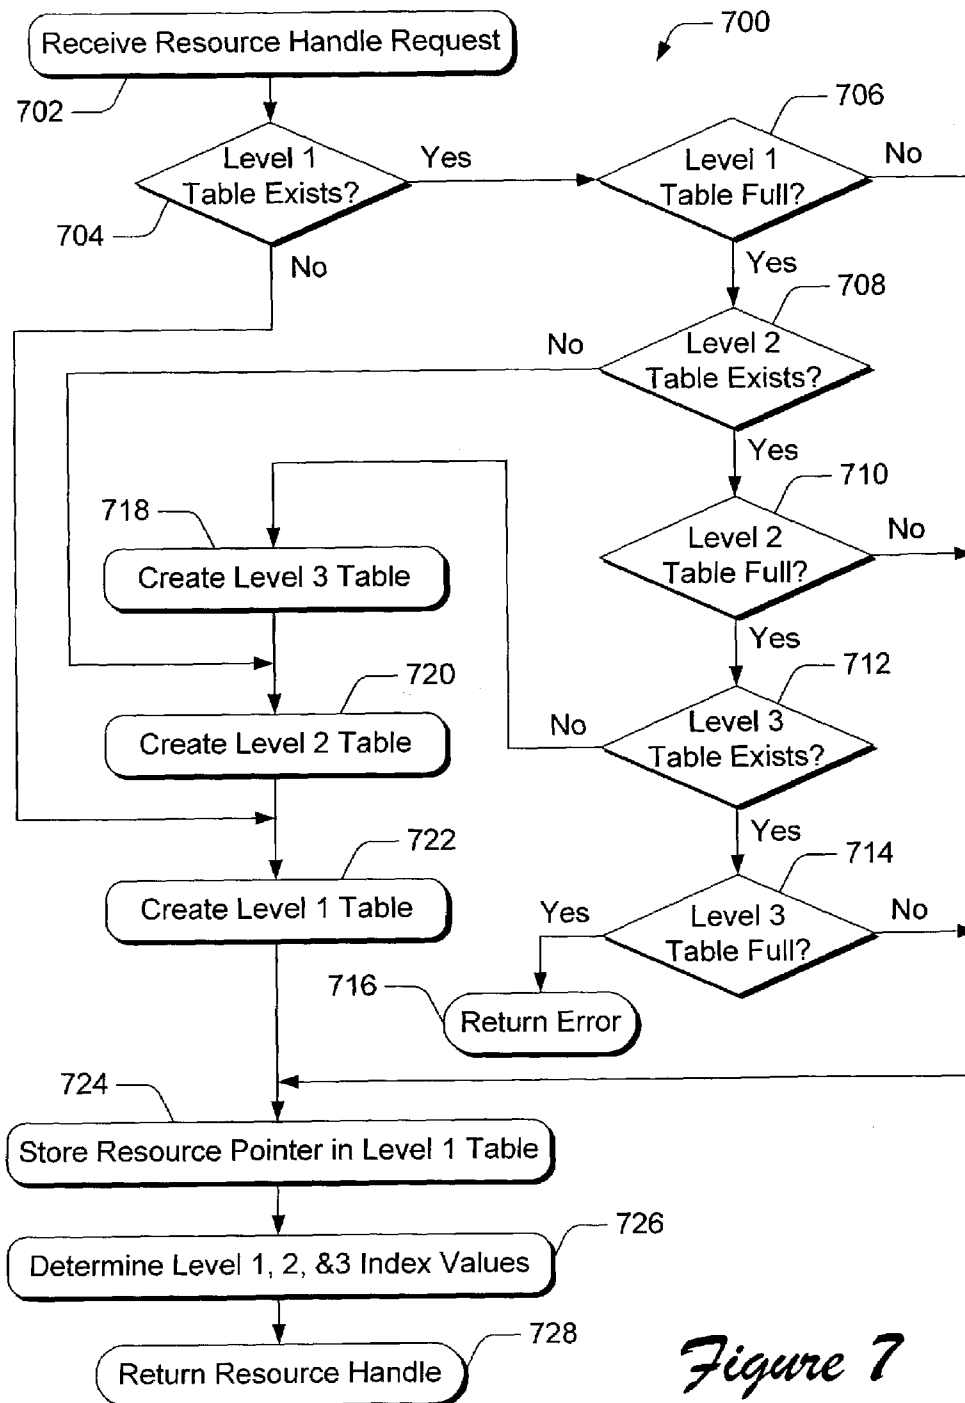 Receive Resource Handle Request
700
702
706
Level 1
Table Exists?
Yes
Level 1
Table Full?
No
704
No
Yes
708
No
Level 2
Table Exists?
Yes
710
718
Level 2
Table Full?
No
Create Level 3 Table
Yes
712
720
Level 3
Table Exists?
No
Create Level 2 Table
Yes
722
714
Create Level 1 Table
Yes
Level 3
Table Full?
No
716
Return Error
724
Store Resource Pointer in Level 1 Table
726
Determine Level 1, 2, &3 Index Values
728
Return Resource Handle
Figure 7